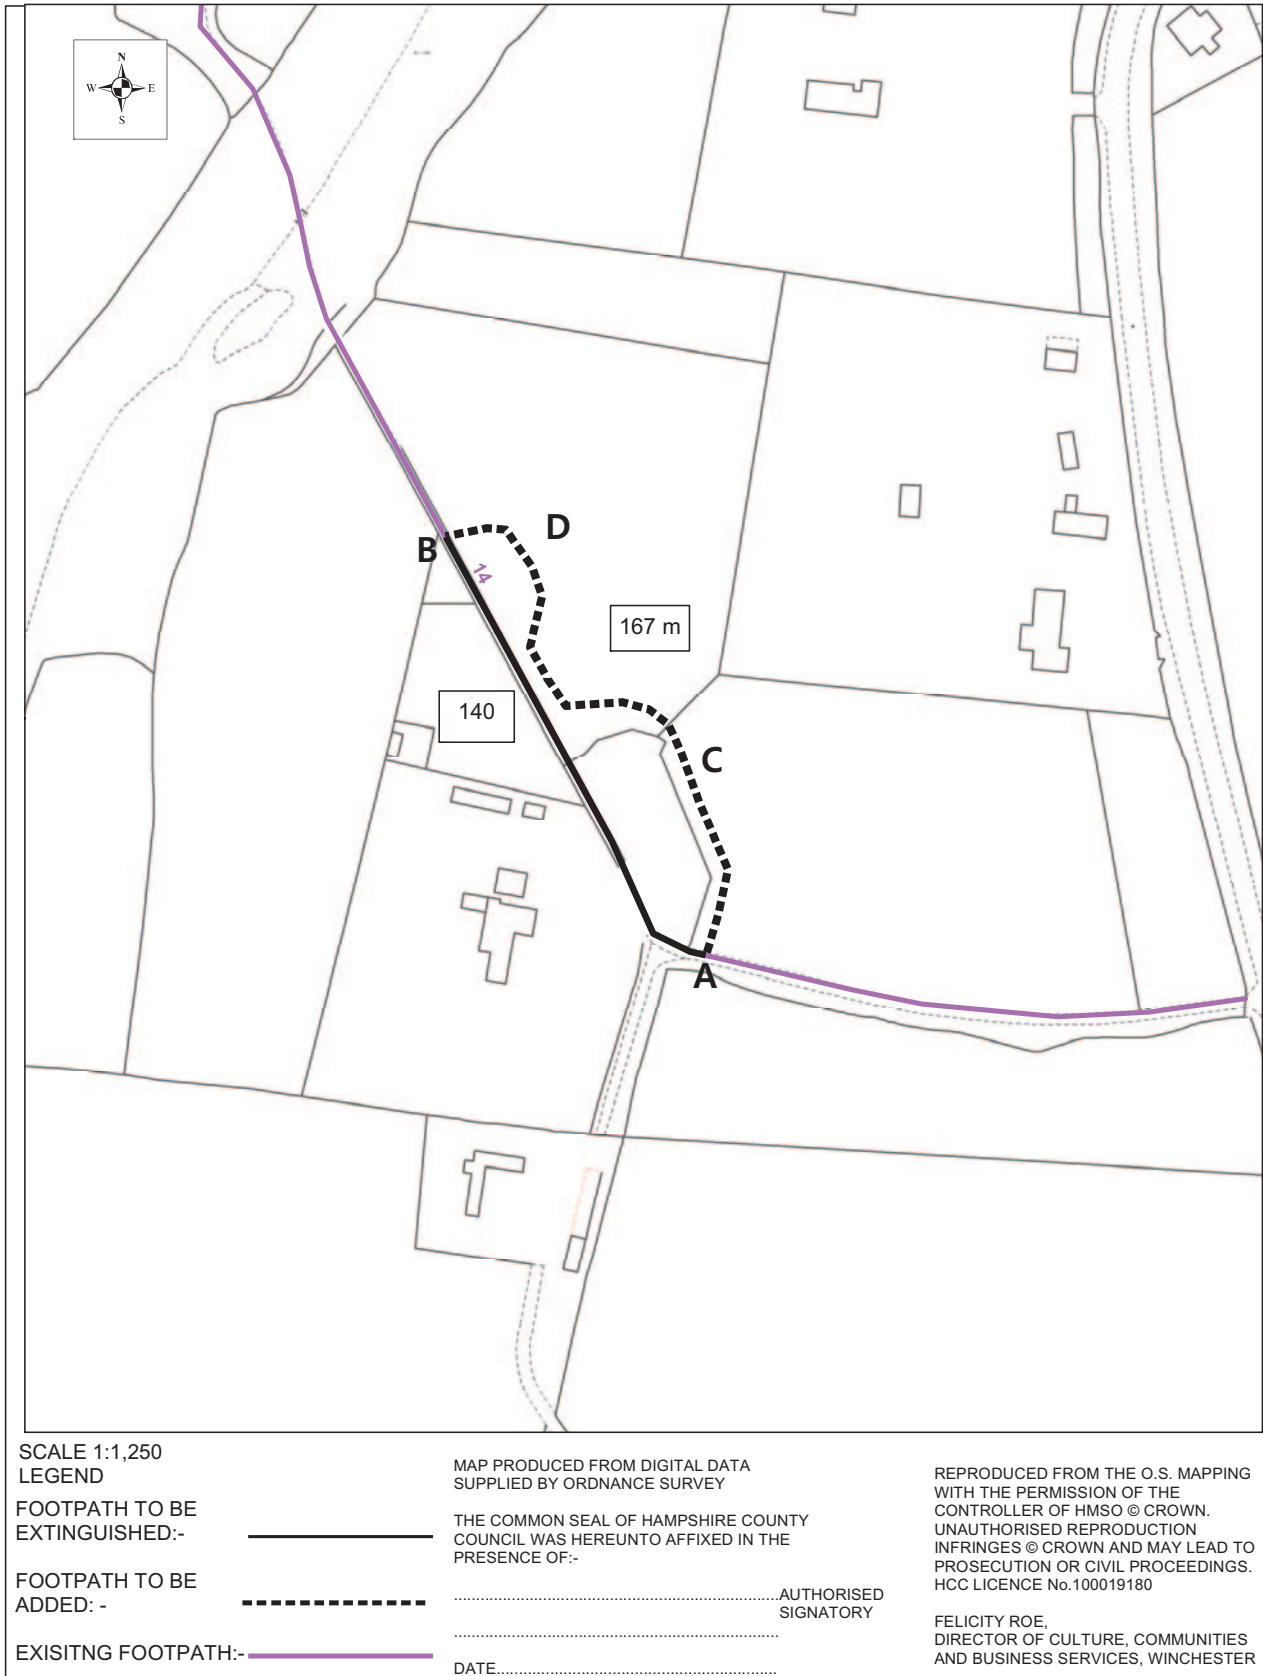 N
W E
S
D
B
14
167 m
140
C
A
SCALE 1:1,250
LEGEND
FOOTPATH TO BE
EXTINGUISHED:-
FOOTPATH TO BE
ADDED: -
EXISITNG FOOTPATH:-
MAP PRODUCED FROM DIGITAL DATA
SUPPLIED BY ORDNANCE SURVEY
THE COMMON SEAL OF HAMPSHIRE COUNTY
COUNCIL WAS HEREUNTO AFFIXED IN THE
PRESENCE OF:-
................................................................................AUTHORISED
SIGNATORY
................................................................................
DATE.....................................................................
REPRODUCED FROM THE O.S. MAPPING
WITH THE PERMISSION OF THE
CONTROLLER OF HMSO © CROWN.
UNAUTHORISED REPRODUCTION
INFRINGES © CROWN AND MAY LEAD TO
PROSECUTION OR CIVIL PROCEEDINGS.
HCC LICENCE No.100019180
FELICITY ROE,
DIRECTOR OF CULTURE, COMMUNITIES
AND BUSINESS SERVICES, WINCHESTER